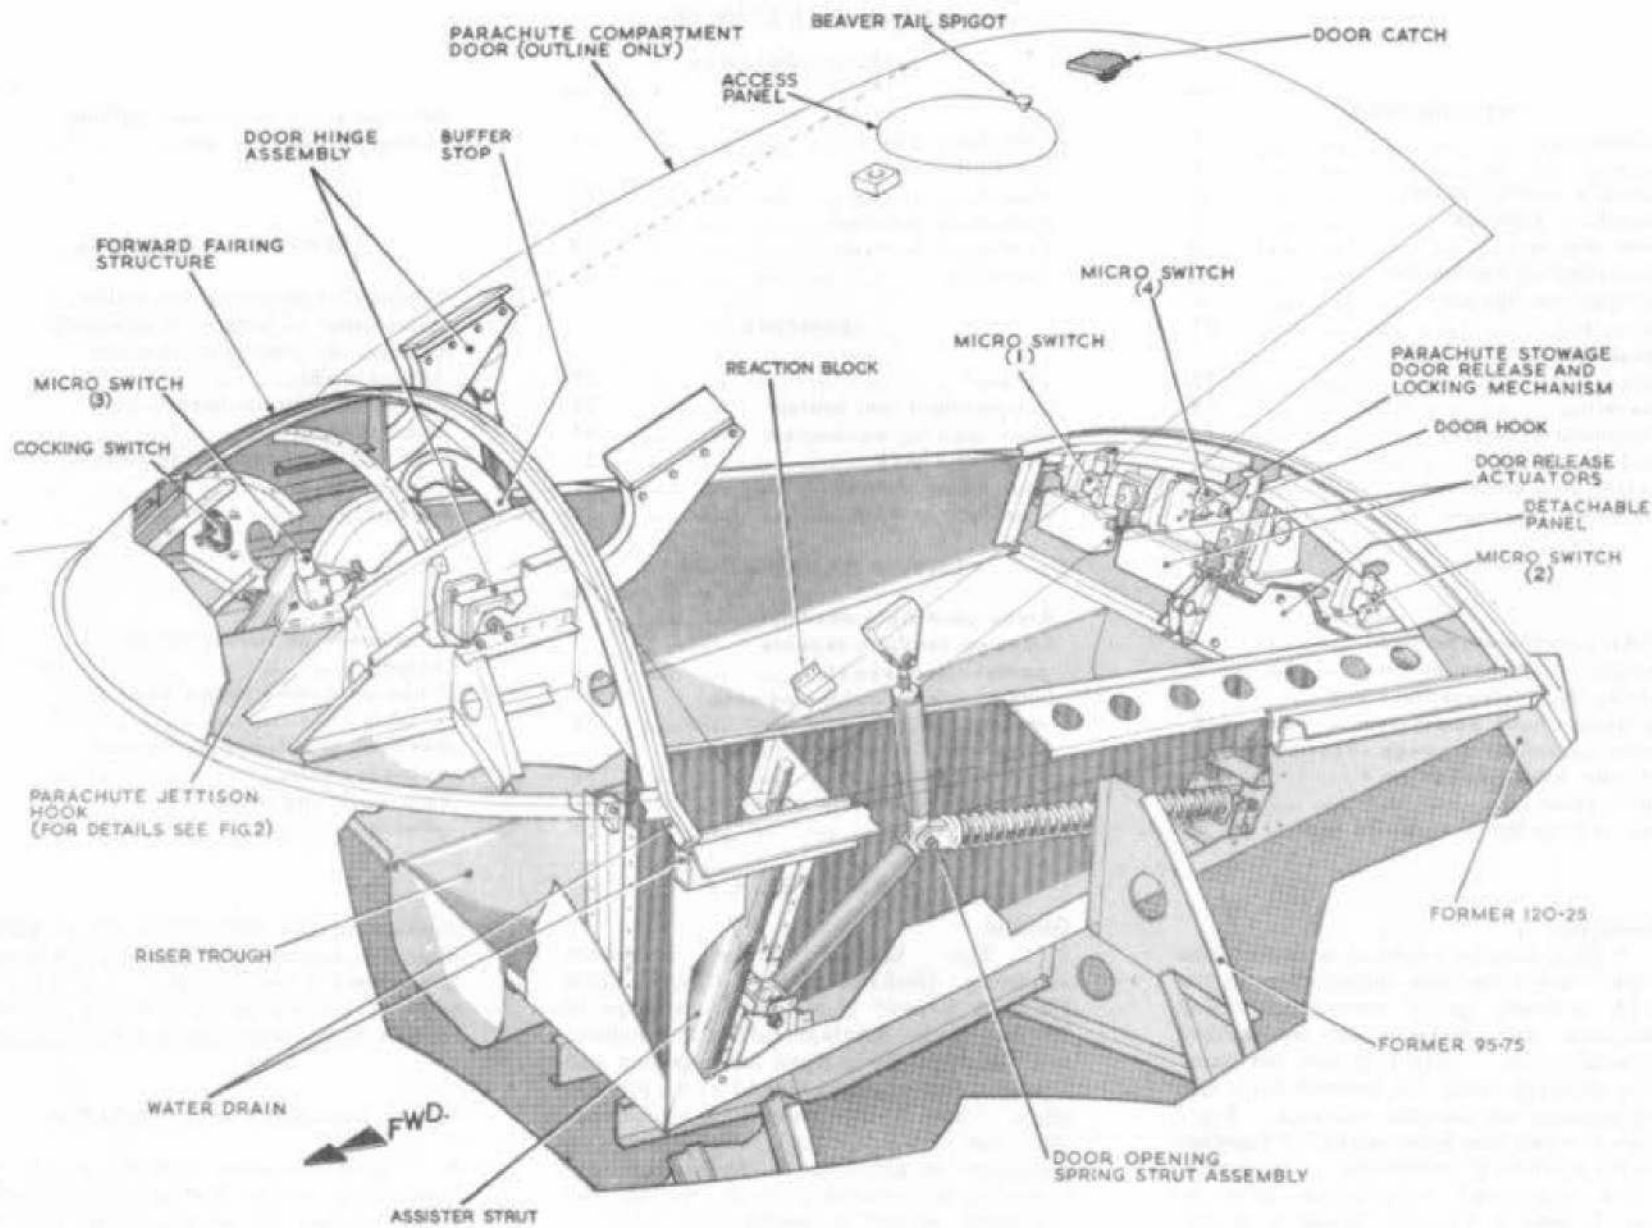 BEAVER TAIL SPIGOT
PARACHUTE COMPARTMENT
DOOR (OUTLINE ONLY)
DOOR CATCH
ACCESS
PANEL
DOOR HINGE
ASSEMBLY
BUFFER
STOP
FORWARD FAIRING
STRUCTURE
MICRO SWITCH
(4)
MICRO SWITCH
(1)
PARACHUTE STOWAGE
DOOR RELEASE AND
LOCKING MECHANISM
REACTION BLOCK
MICRO SWITCH
(3)
DOOR HOOK
COCKING SWITCH
DOOR RELEASE
ACTUATORS
DETACHABLE
PANEL
MICRO SWITCH
(2)
PARACHUTE JETTISON
HOOK
(FOR DETAILS SEE FIG.2)
FORMER 120-25
RISER TROUGH
FORMER 95-75
WATER DRAIN
FWD.
DOOR OPENING
SPRING STRUT ASSEMBLY
ASSISTER STRUT